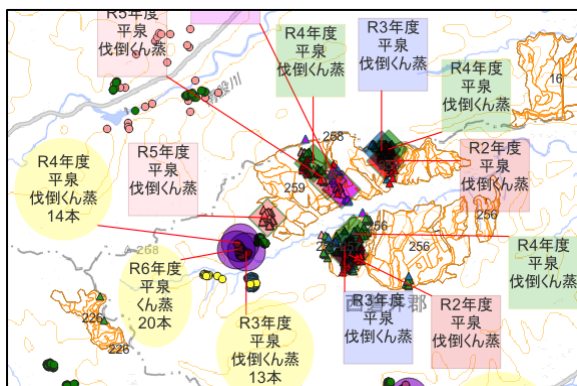 R5年度
平泉
伐倒くん蒸
R4年度
平泉
伐倒くん蒸
R3年度
平泉
伐倒くん蒸
R4年度
平泉
伐倒くん蒸
16
258
R4年度
平泉
伐倒くん蒸
14本
R5年度
平泉
伐倒くん蒸
259
R2年度
平泉
伐倒くん蒸
256
256
256
258
R6年度
平泉
くん蒸
20本
R3年度
平泉
伐倒くん蒸
13本
R3年度
平泉
伐倒くん蒸
R2年度
平泉
伐倒くん蒸
R4年度
平泉
伐倒くん蒸
226
226